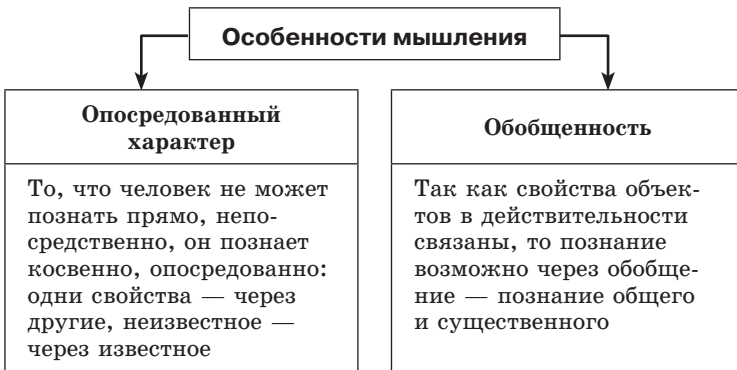 Особенности мышления
Опосредованный
характер
То, что человек не может
познать прямо, непо-
средственно, он познает
косвенно, опосредованно:
одни свойства — через
другие, неизвестное —
через известное
Обобщенность
Так как свойства объек-
тов в действительности
связаны, то познание
возможно через обобще-
ние — познание общего
и существенного